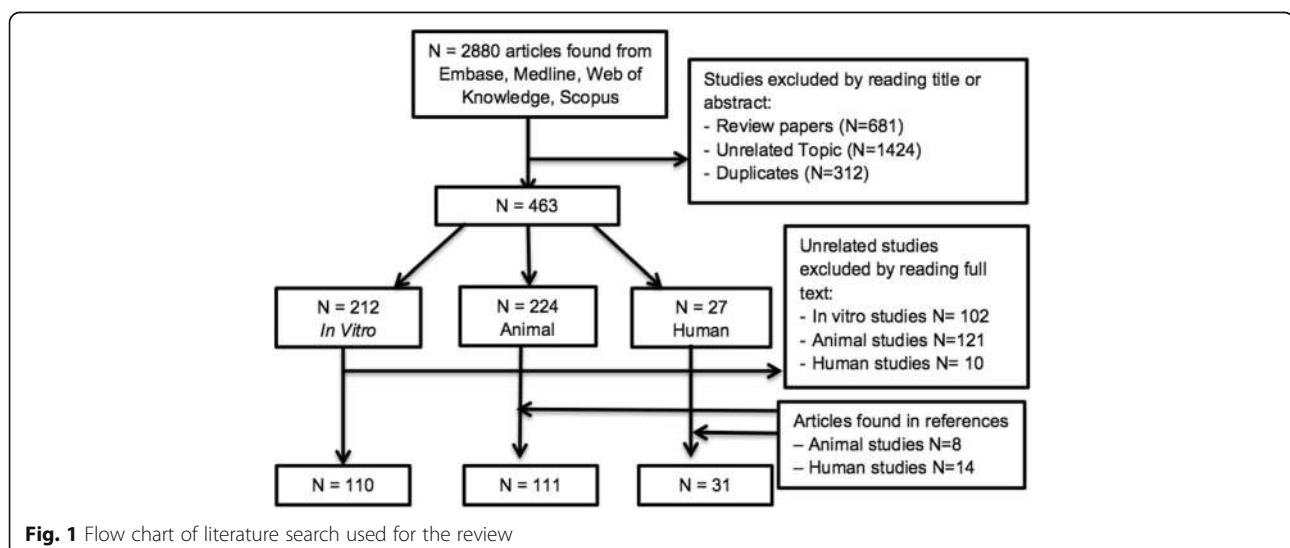 N = 2880 articles found from
Embase, Medline, Web of
Knowledge, Scopus
Studies excluded by reading title or
abstract:
- Review papers (N=681)
- Unrelated Topic (N=1424)
- Duplicates (N=312)
N = 463
N = 212
In Vitro
N = 224
Animal
N = 27
Human
Unrelated studies
excluded by reading full
text:
- In vitro studies N= 102
- Animal studies N=121
- Human studies N= 10
Articles found in references
– Animal studies N=8
– Human studies N=14
N = 110
N = 111
N = 31
Fig. 1 Flow chart of literature search used for the review